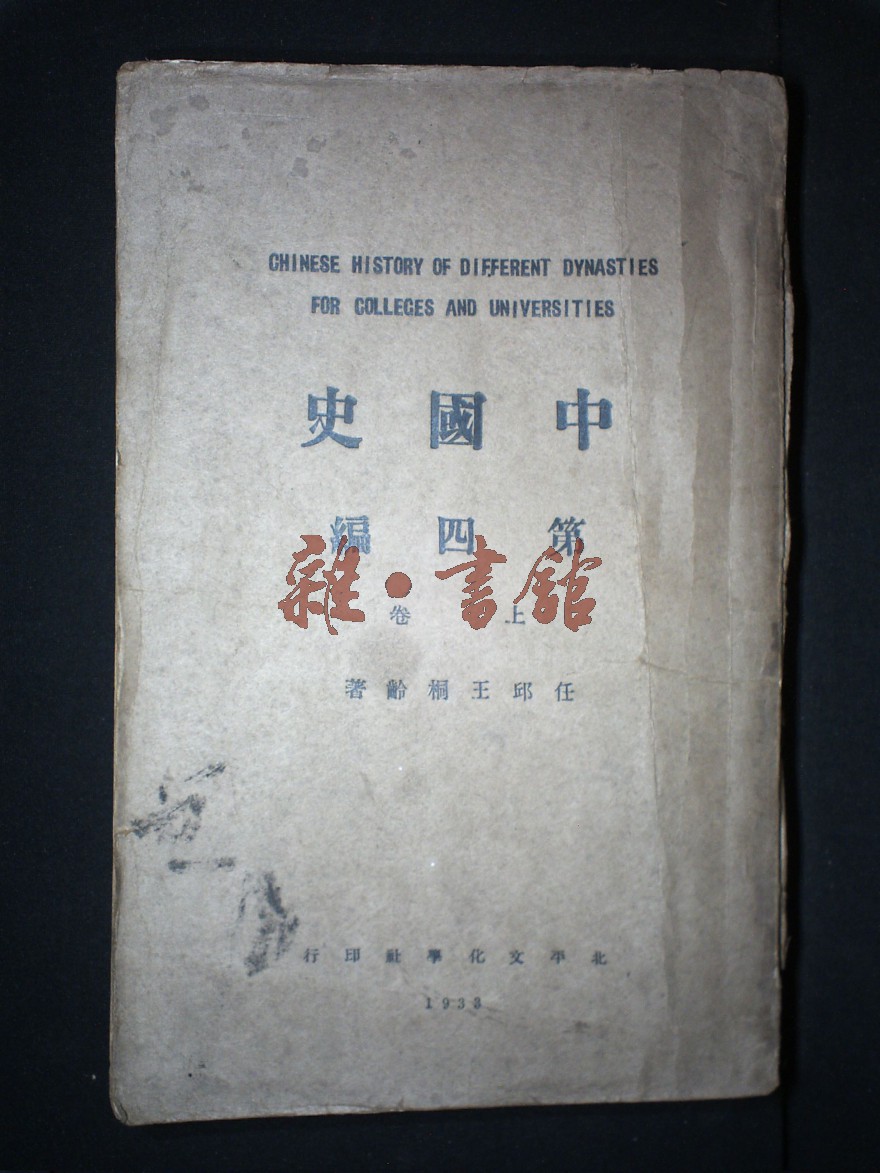 CHINESE HISTORY OF DIFFERENT DYNASTIES
FOR COLLEGES AND UNIVERSITIES
中國史
第四編
雜·書館
上卷
任邱王桐齡著
北平文化學社印行
1933